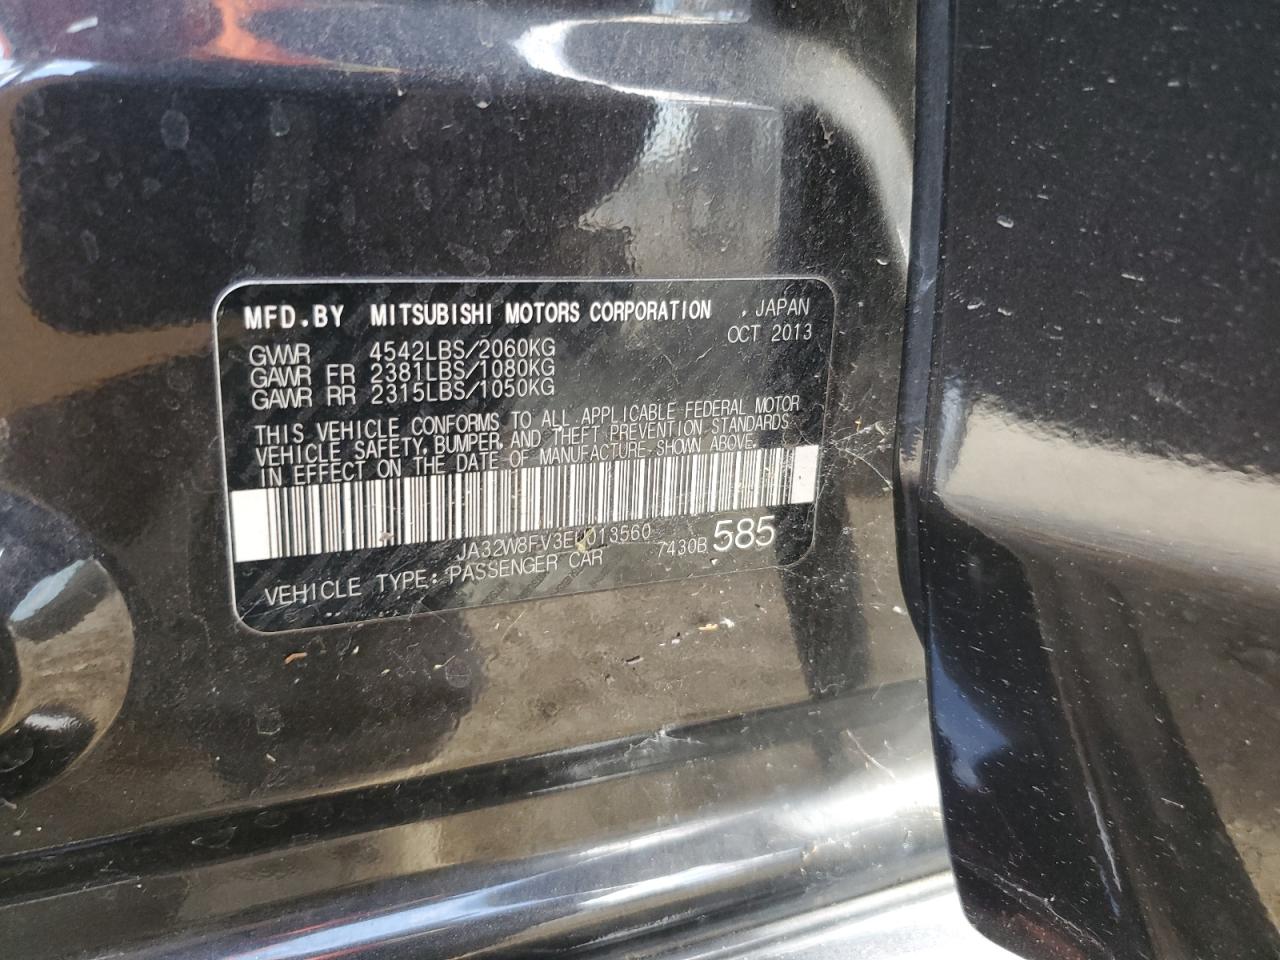 MFD.BY MITSUBISHI MOTORS CORPORATION , JAPAN
OCT 2013
GVWR 4542LBS/2060KG
GAWR FR 2381LBS/1080KG
GAWR RR 2315LBS/1050KG
THIS VEHICLE CONFORMS TO ALL APPLICABLE FEDERAL MOTOR
VEHICLE SAFETY, BUMPER, AND THEFT PREVENTION STANDARDS
IN EFFECT ON THE DATE OF MANUFACTURE SHOWN ABOVE.
JA32W8FV3EU013560
7430B 585
VEHICLE TYPE: PASSENGER CAR